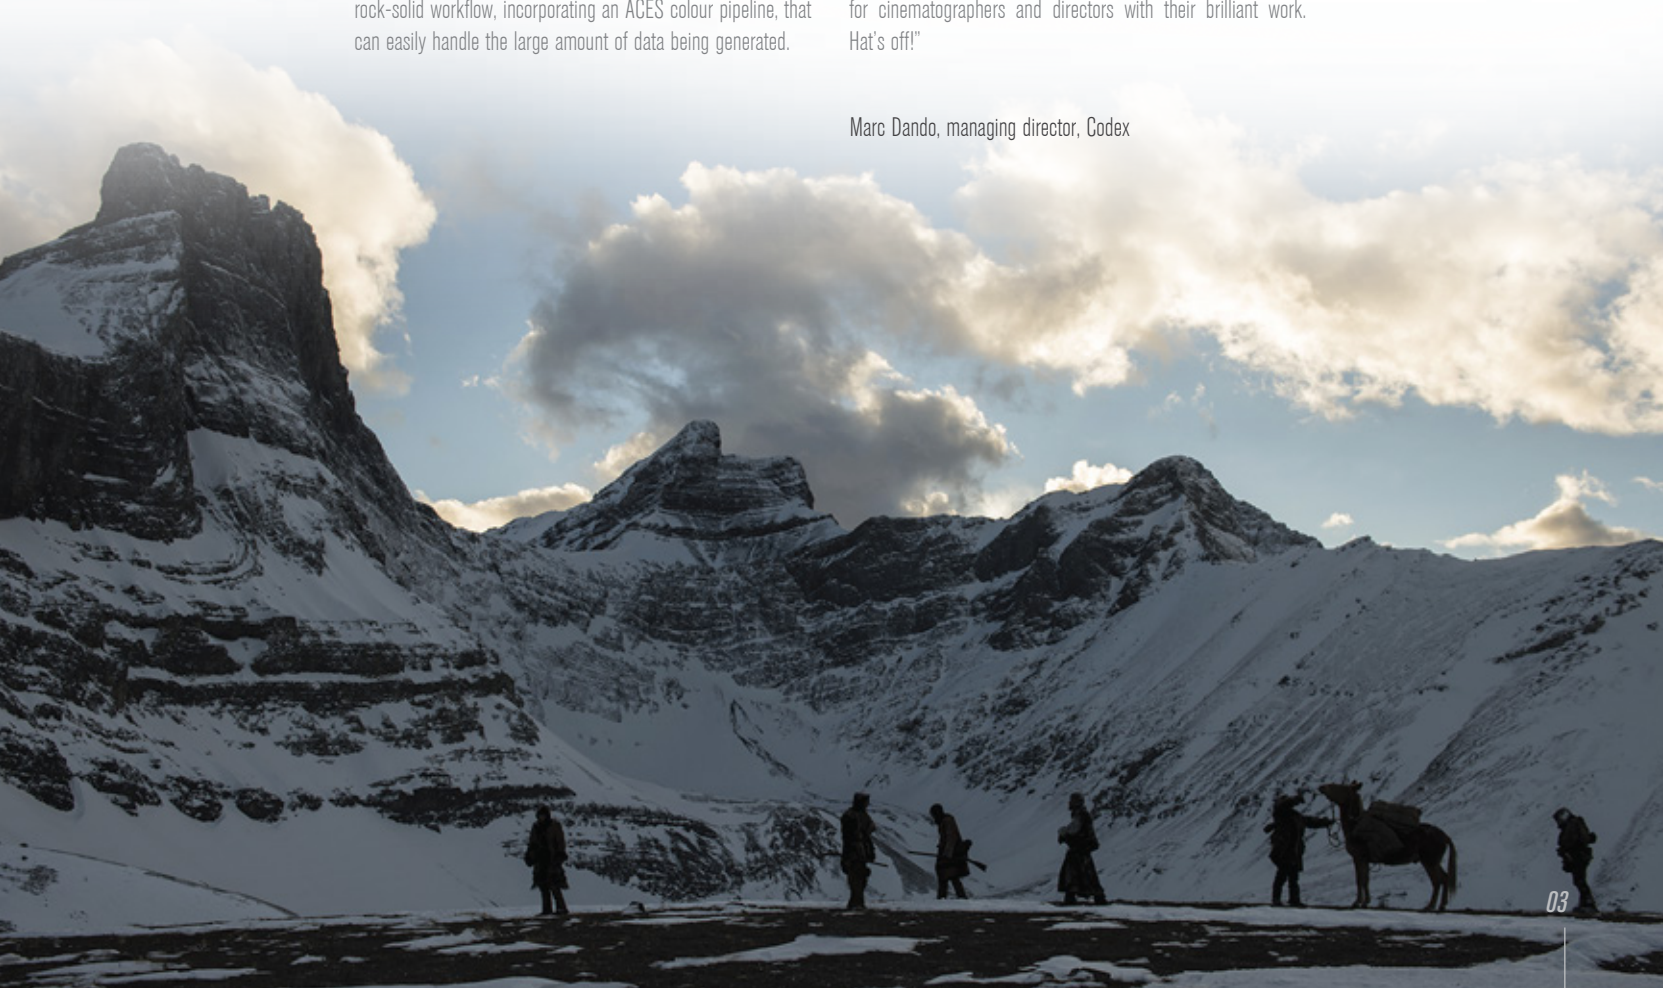 rock-solid workflow, incorporating an ACES colour pipeline, that
can easily handle the large amount of data being generated.
for cinematographers and directors with their brilliant work.
Hat's off!”
Marc Dando, managing director, Codex
03